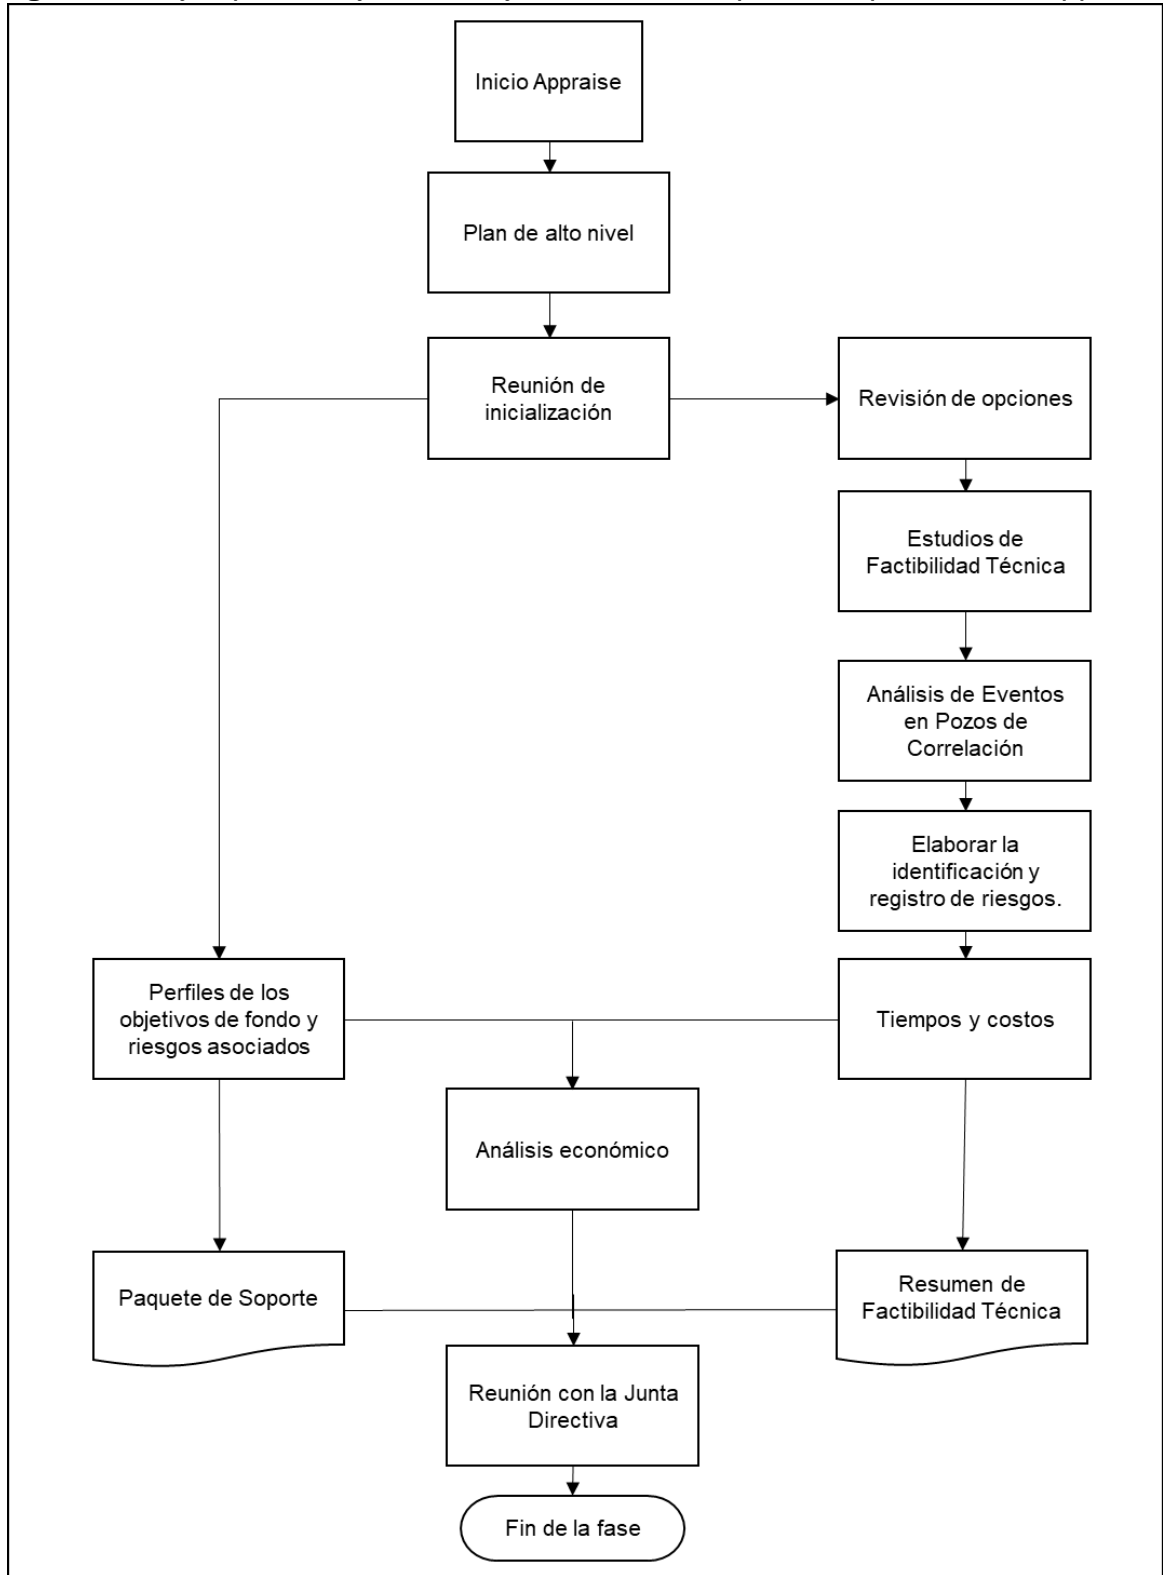 Inicio Appraise
Plan de alto nivel
Reunión de
inicialización
Revisión de opciones
Estudios de
Factibilidad Técnica
Análisis de Eventos
en Pozos de
Correlación
Elaborar la
identificación y
registro de riesgos.
Perfiles de los
objetivos de fondo y
riesgos asociados
Tiempos y costos
Análisis económico
Paquete de Soporte
Resumen de
Factibilidad Técnica
Reunión con la Junta
Directiva
Fin de la fase